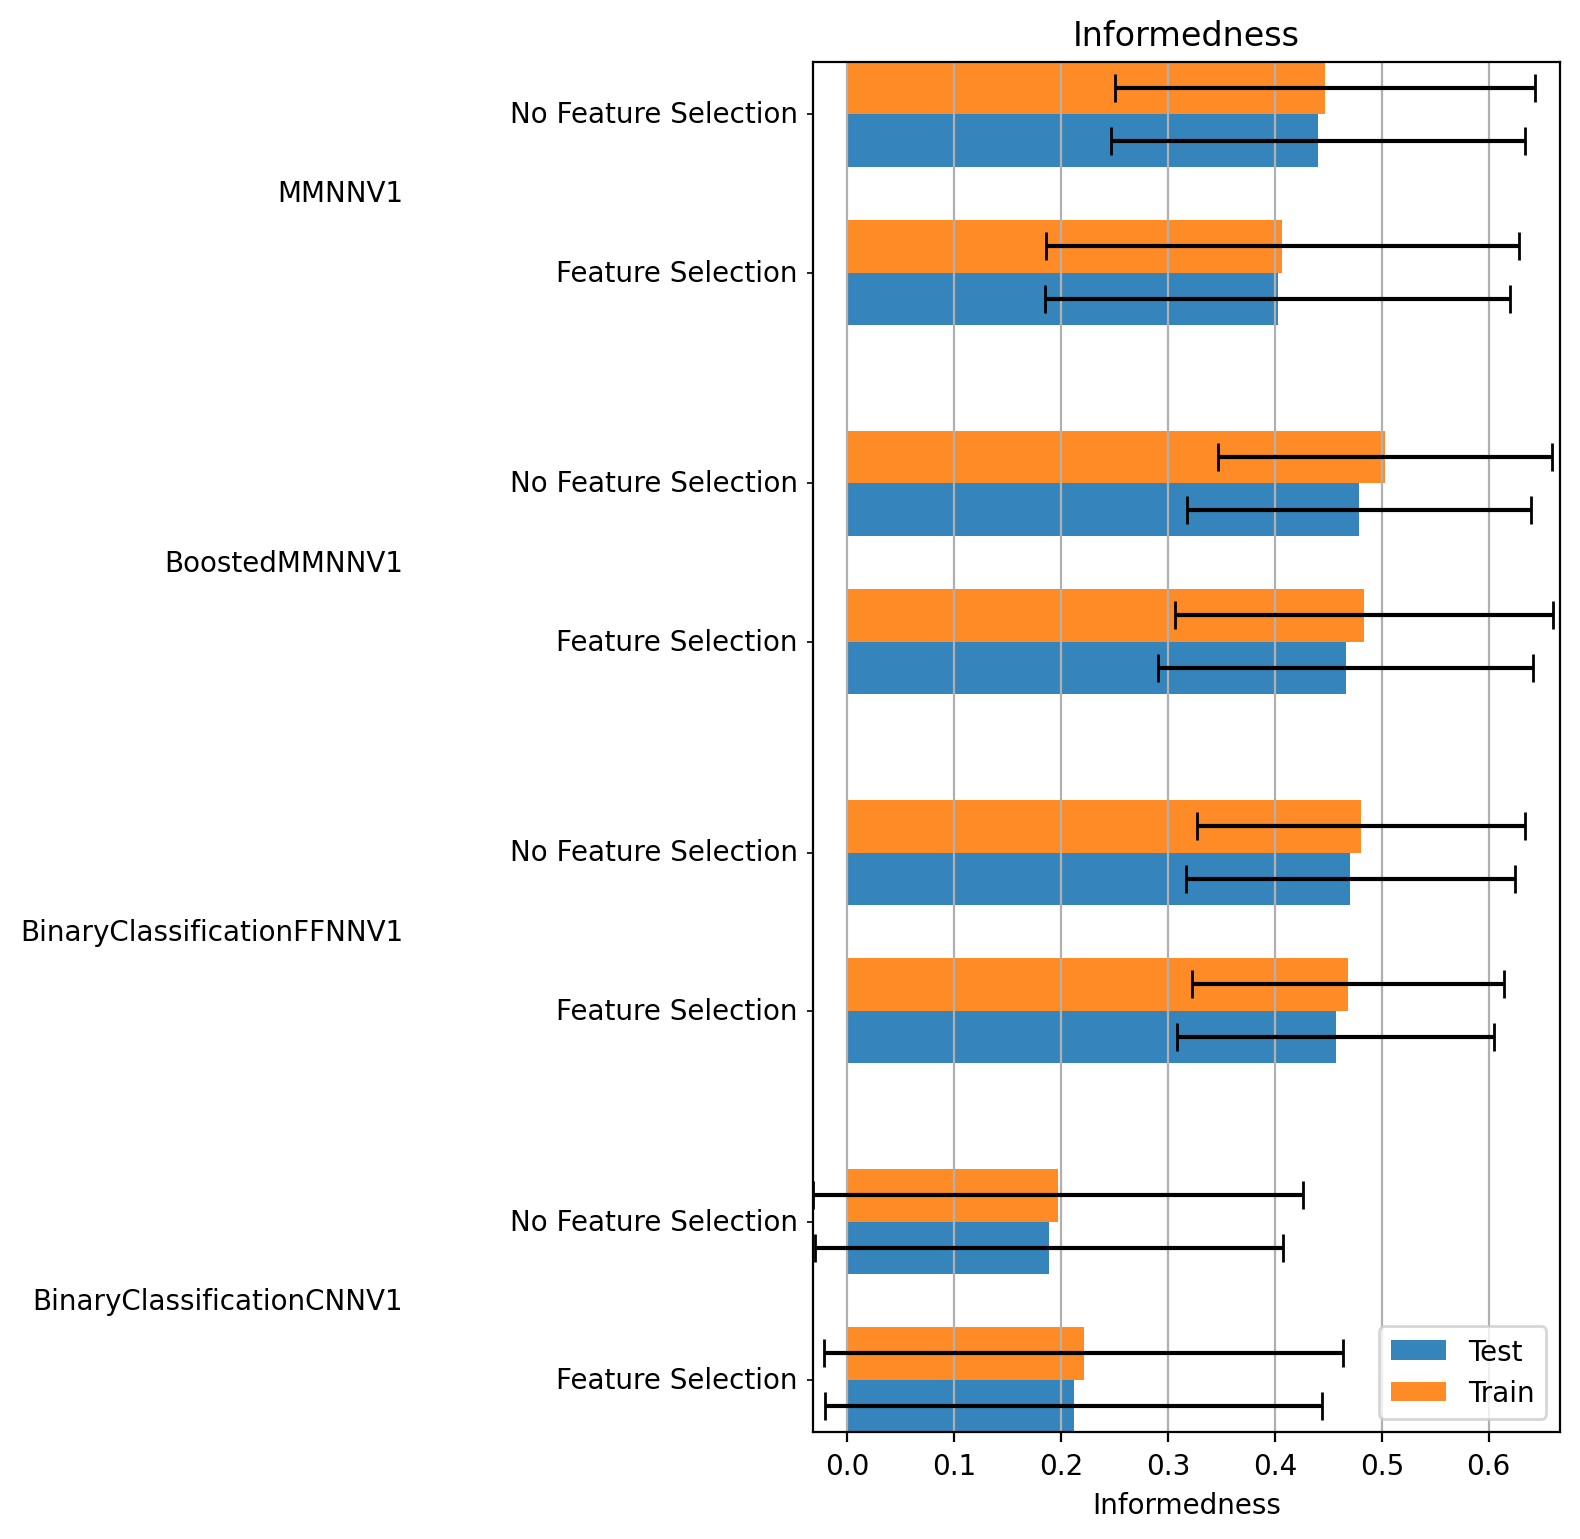 Informedness
No Feature Selection
MMNNV1
Feature Selection
No Feature Selection
BoostedMMNNV1
Feature Selection
No Feature Selection
BinaryClassificationFFNNV1
Feature Selection
No Feature Selection
BinaryClassificationCNNV1
Feature Selection
Test
Train
0.0 0.1 0.2 0.3 0.4 0.5 0.6
Informedness